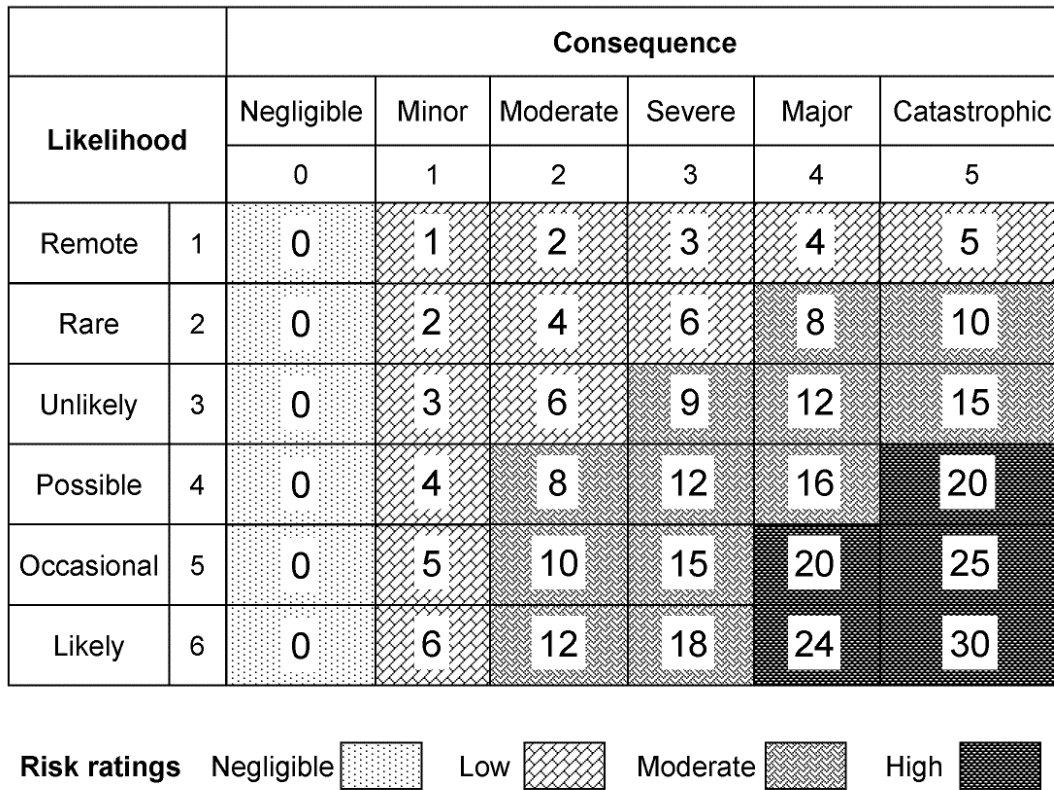 Consequence
Likelihood
Negligible Minor Moderate Severe Major Catastrophic
0 1 2 3 4 5
Remote 1 0 1 2 3 4 5
Rare 2 0 2 4 6 8 10
Unlikely 3 0 3 6 9 12 15
Possible 4 0 4 8 12 16 20
Occasional 5 0 5 10 15 20 25
Likely 6 0 6 12 18 24 30
Risk ratings Negligible Low Moderate High